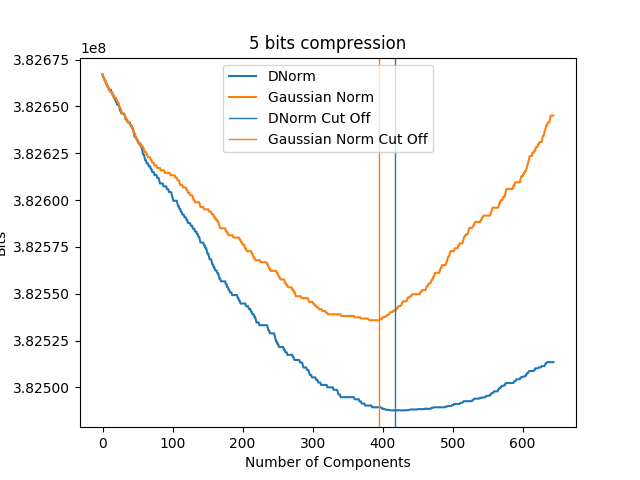 5 bits compression
1e8
3.82675
3.82650
3.82625
3.82600
3.82575
3.82550
3.82525
3.82500
Bits
DNorm
Gaussian Norm
DNorm Cut Off
Gaussian Norm Cut Off
0 100 200 300 400 500 600
Number of Components